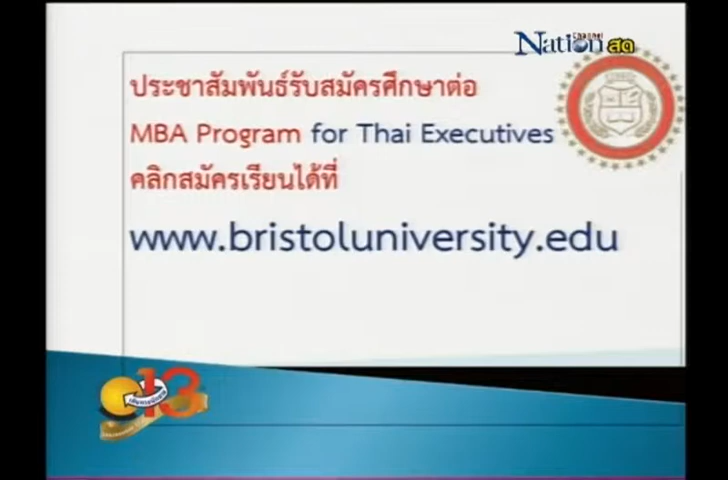 Nation Channel สด
ประชาสัมพันธ์รับสมัครศึกษาต่อ
MBA Program for Thai Executives
คลิกสมัครเรียนได้ที่
www.bristoluniversity.edu
13